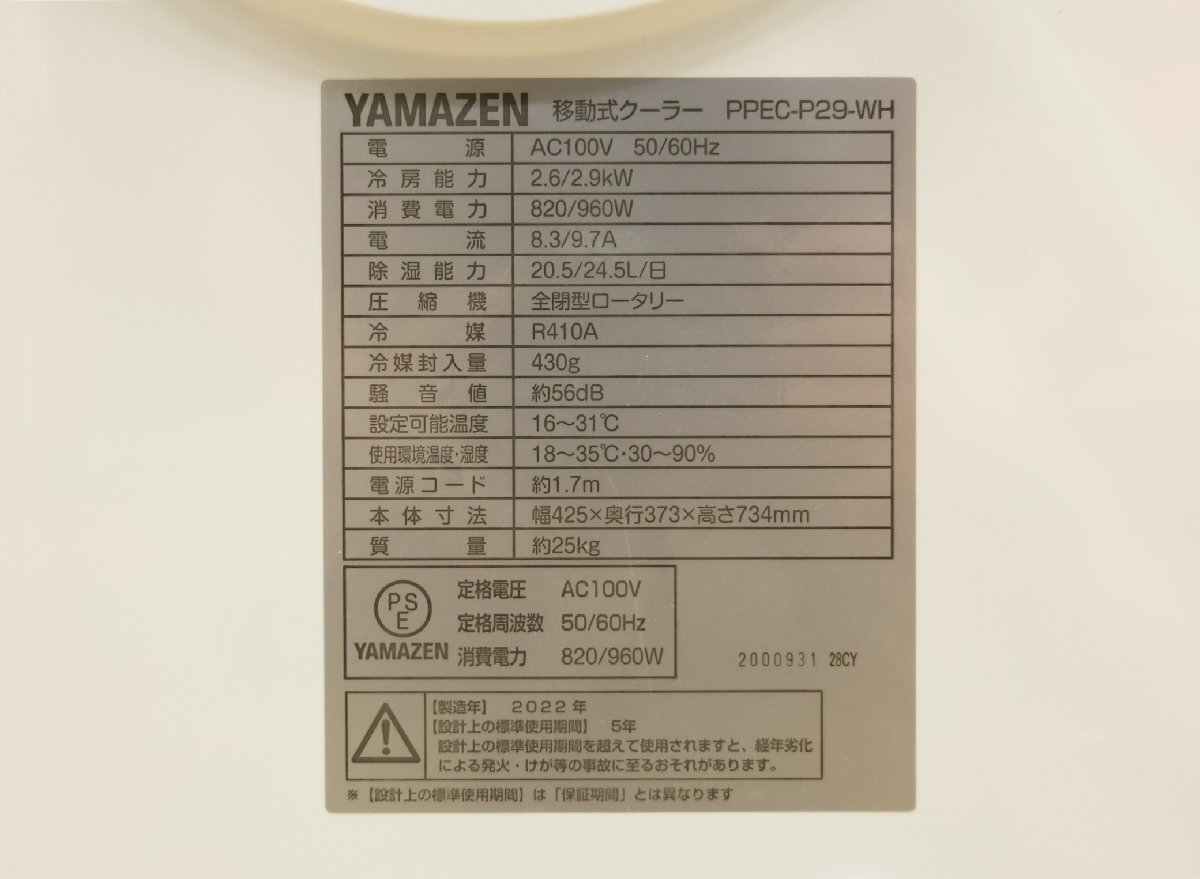 YAMAZEN 移動式クーラー PPEC-P29-WH
電源 AC100V 50/60Hz
冷房能力 2.6/2.9kW
消費電力 820/960W
電流 8.3/9.7A
除湿能力 20.5/24.5L/日
圧縮機 全閉型ロータリー
冷媒 R410A
冷媒封入量 430g
騒音値 約56dB
設定可能温度 16～31℃
使用環境温度・湿度 18～35℃・30～90%
電源コード 約1.7m
本体寸法 幅425×奥行373×高さ734mm
質量 約25kg
PSE
YAMAZEN
定格電圧 AC100V
定格周波数 50/60Hz
消費電力 820/960W
2000931 28CY
【製造年】 2022年
【設計上の標準使用期間】 5年
設計上の標準使用期間を超えて使用されますと、経年劣化
による発火・けが等の事故に至るおそれがあります。
※【設計上の標準使用期間】は「保証期間」とは異なります